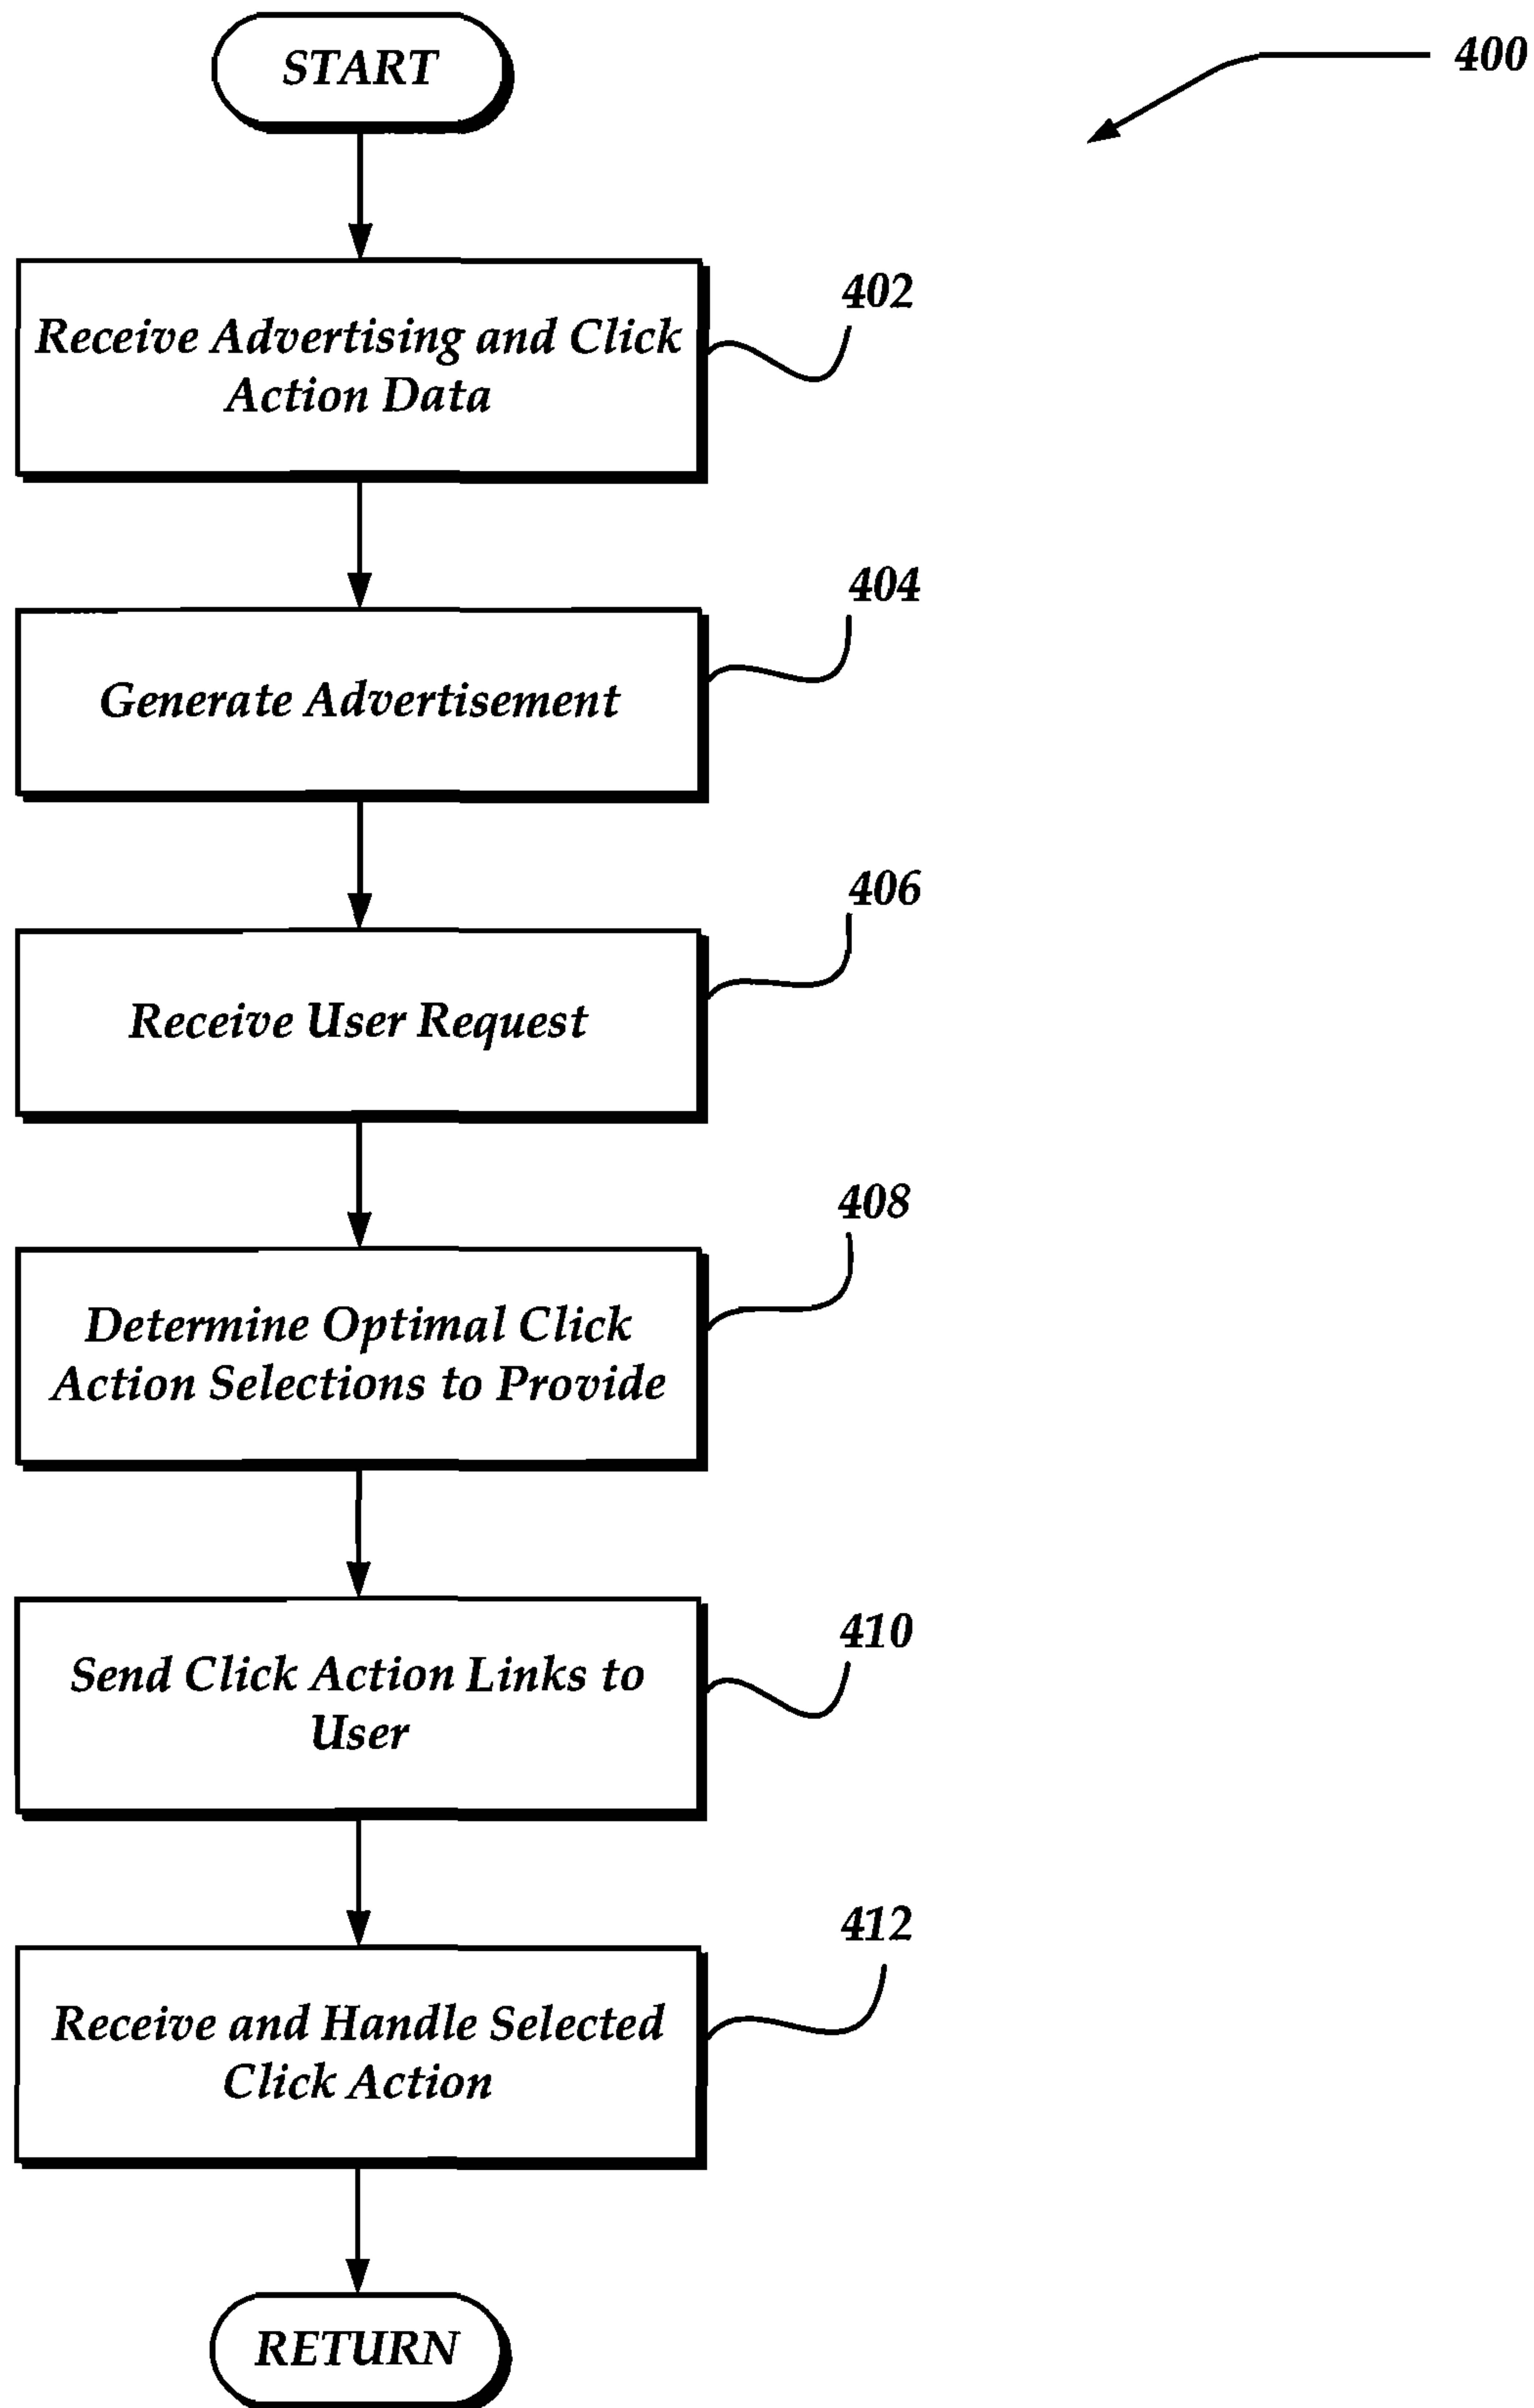 START
400
402
Receive Advertising and Click
Action Data
404
Generate Advertisement
406
Receive User Request
408
Determine Optimal Click
Action Selections to Provide
410
Send Click Action Links to
User
412
Receive and Handle Selected
Click Action
RETURN